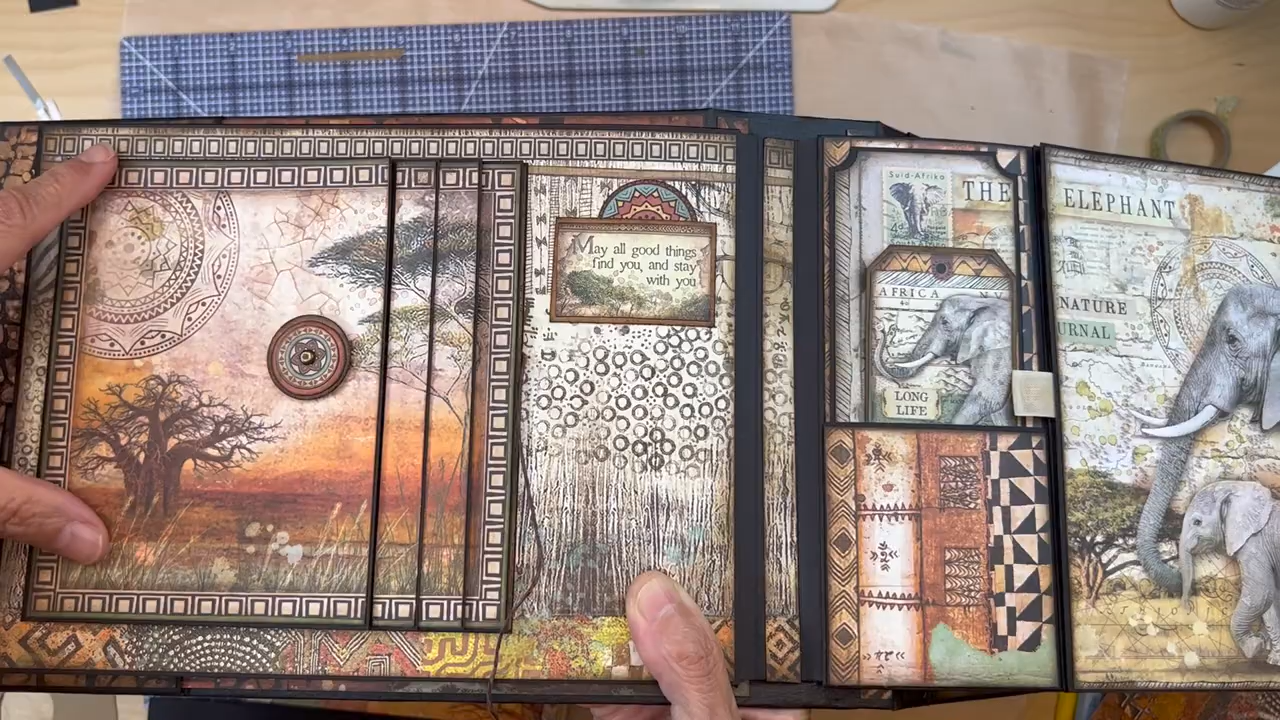 May all good things
find you, and stay
with you
Suid-Afrika
THE
ELEPHANT
NATURE
URNAL
AFRICA
LONG
LIFE